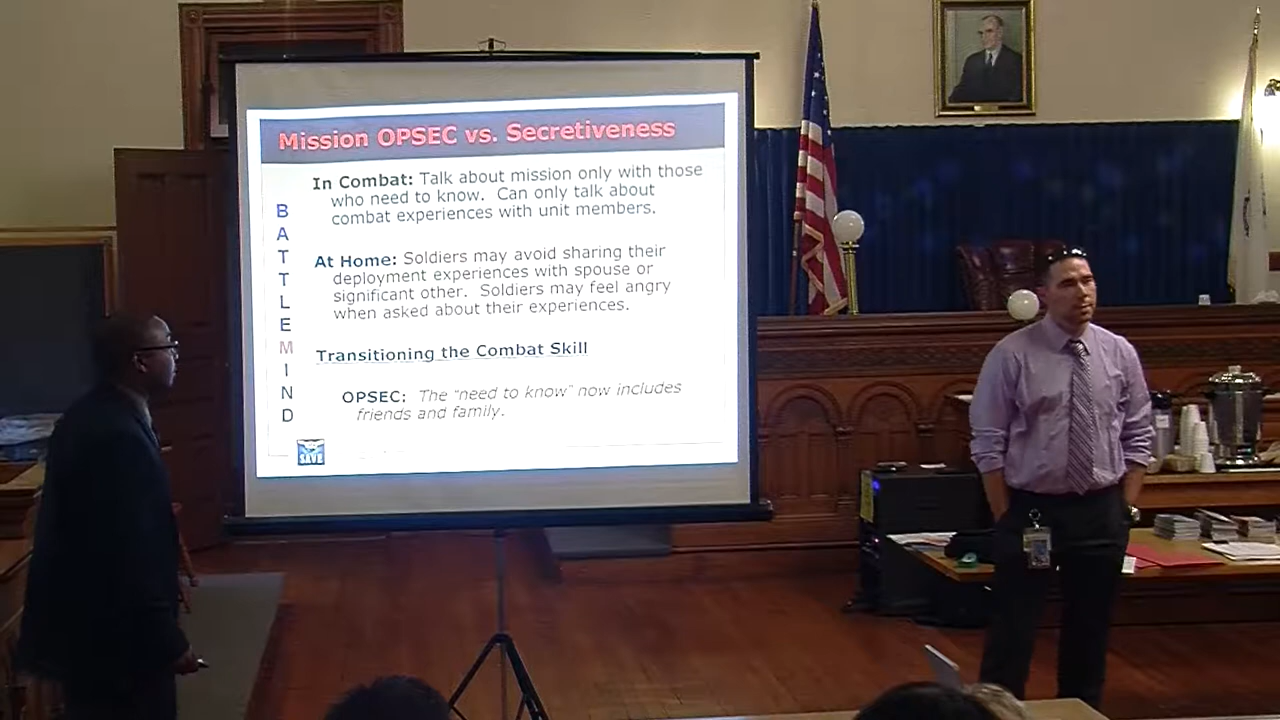 Mission OPSEC vs. Secretiveness
In Combat: Talk about mission only with those
who need to know. Can only talk about
combat experiences with unit members.
At Home: Soldiers may avoid sharing their
deployment experiences with spouse or
significant other. Soldiers may feel angry
when asked about their experiences.
Transitioning the Combat Skill
OPSEC: The "need to know" now includes
friends and family.
BATTLEMIND
SAVE